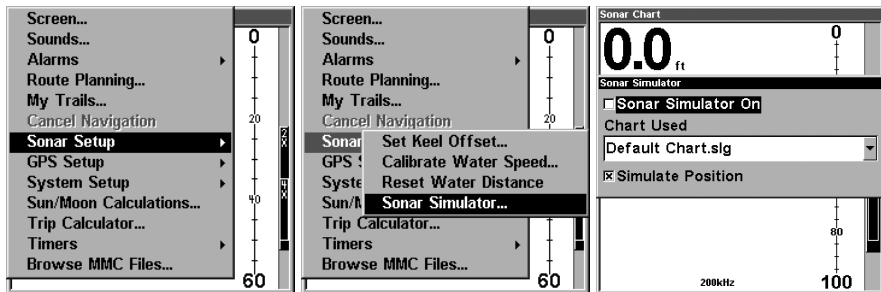 Screen...
Sounds...
Alarms
Route Planning...
My Trails...
Cancel Navigation
Sonar Setup
GPS Setup
System Setup
Sun/Moon Calculations...
Trip Calculator...
Timers
Browse MMC Files...
0
20
40
60
2X
4X
Screen...
Sounds...
Alarms
Route Planning...
My Trails...
Cancel Navigation
Sonar
GPS S
Syste
Sun/M
Trip Calculator...
Timers
Browse MMC Files...
Set Keel Offset...
Calibrate Water Speed...
Reset Water Distance
Sonar Simulator...
0
20
60
Sonar Chart
0.0 ft
0
Sonar Simulator
Sonar Simulator On
Chart Used
Default Chart.slg
Simulate Position
80
200kHz
100